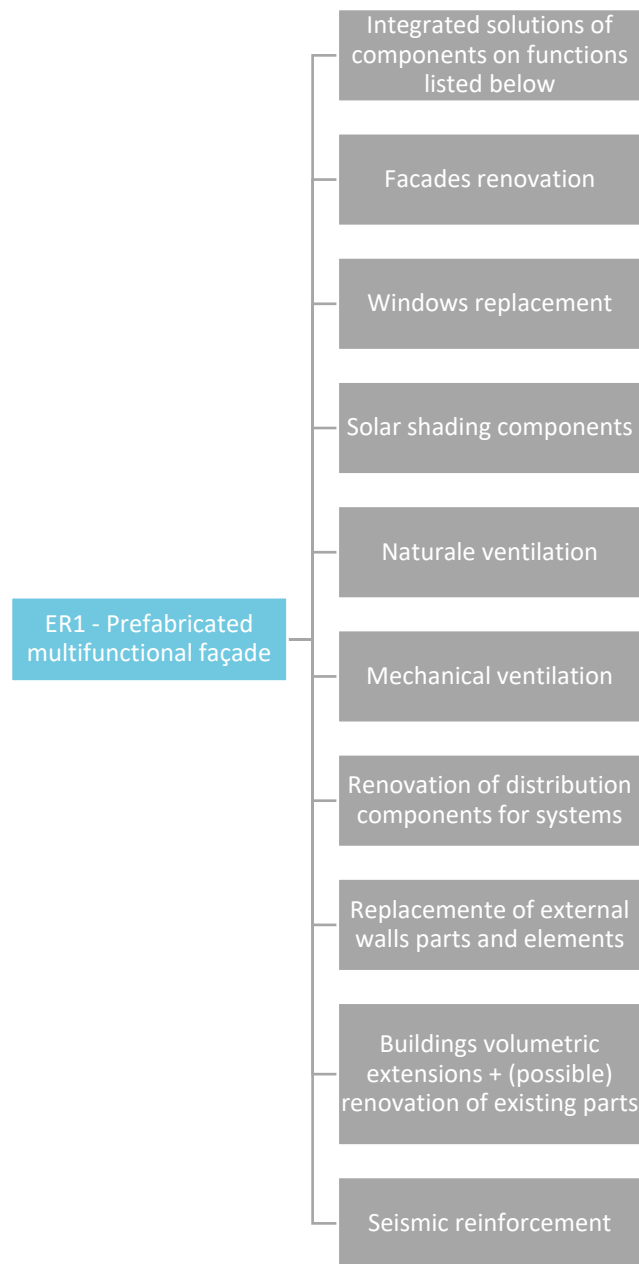 Integrated solutions of
components on functions
listed below
Facades renovation
Windows replacement
Solar shading components
Naturale ventilation
ER1 - Prefabricated
multifunctional façade
Mechanical ventilation
Renovation of distribution
components for systems
Replacemente of external
walls parts and elements
Buildings volumetric
extensions + (possible)
renovation of existing parts
Seismic reinforcement